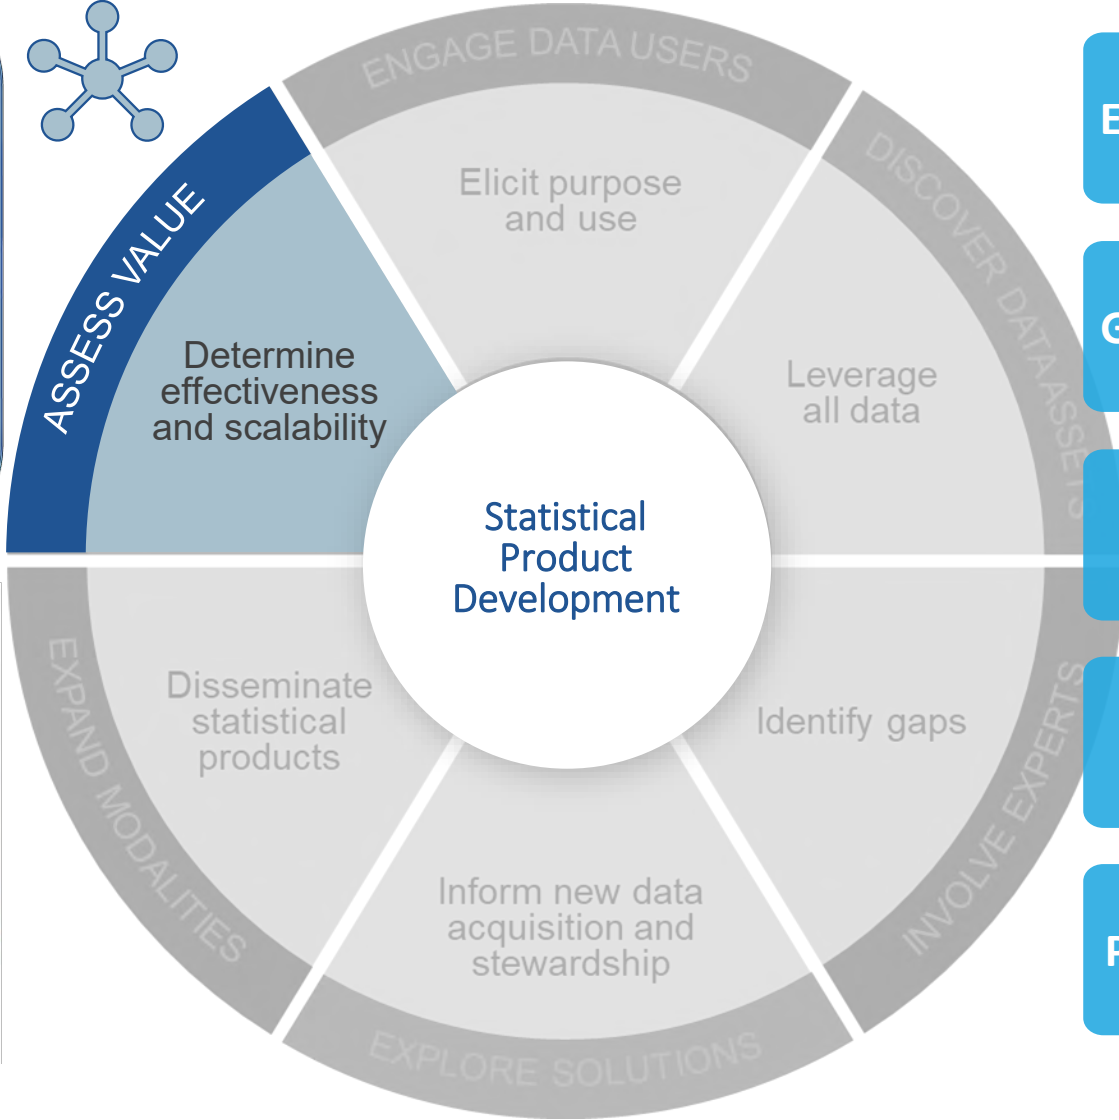 ENGAGE DATA USERS
Elicit purpose
and use
DISCOVER DATA ASSETS
Leverage
all data
INVOLVE EXPERTS
Identify gaps
EXPLORE SOLUTIONS
Inform new data
acquisition and
stewardship
EXPAND MODALITIES
Disseminate
statistical
products
ASSESS VALUE
Determine
effectiveness
and scalability
Statistical
Product
Development
E
G